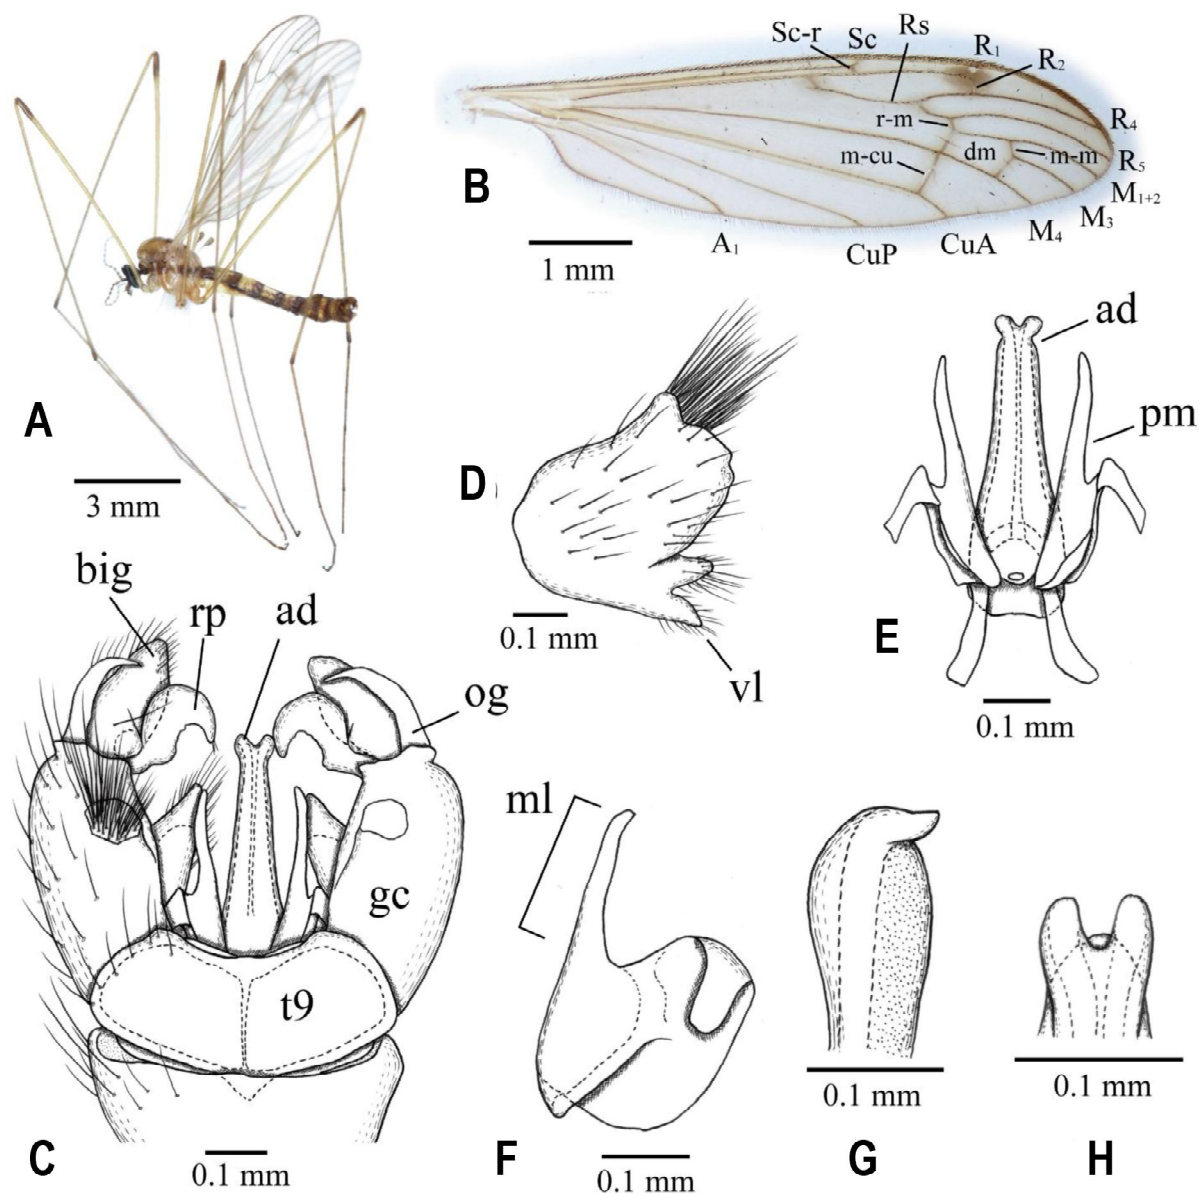 A
3 mm
Sc-r
Sc
Rs
R₁
R₂
R₄
R₅
M₁₊₂
M₃
M₄
CuA
CuP
A₁
r-m
m-cu
dm
m-m
B
1 mm
big
rp
ad
og
gc
t9
C
0.1 mm
D
0.1 mm
vl
ad
pm
E
0.1 mm
ml
F
0.1 mm
0.1 mm
G
0.1 mm
H